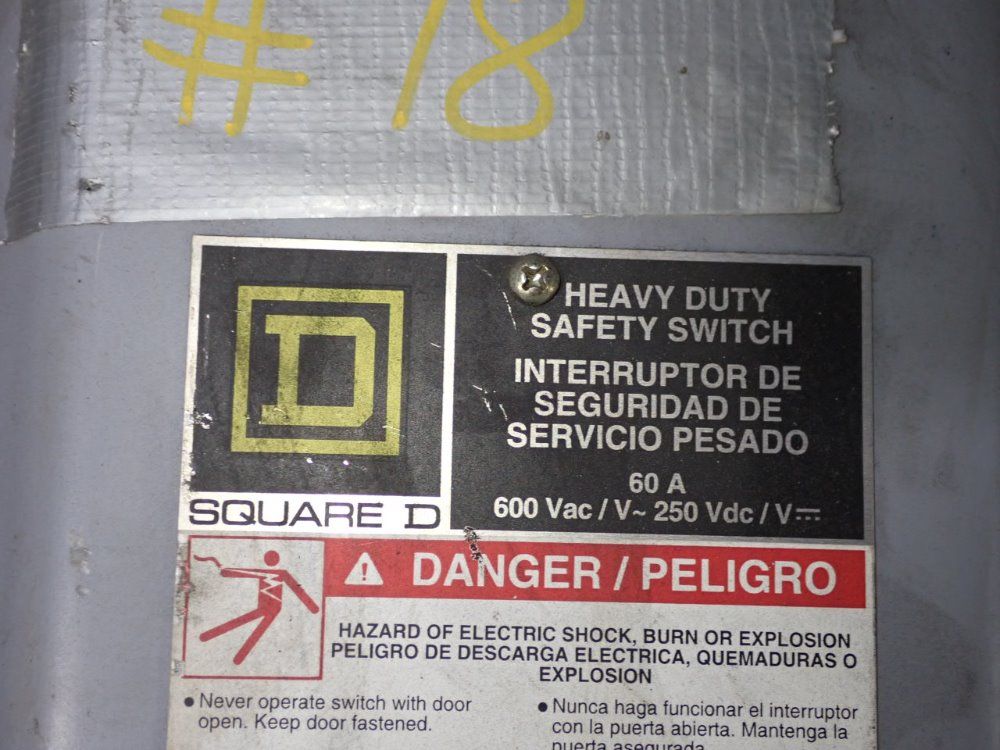 #18
HEAVY DUTY
SAFETY SWITCH
INTERRUPTOR DE
SEGURIDAD DE
SERVICIO PESADO
60 A
600 Vac / V~ 250 Vdc / V⎓
D
SQUARE D
DANGER / PELIGRO
HAZARD OF ELECTRIC SHOCK, BURN OR EXPLOSION
PELIGRO DE DESCARGA ELECTRICA, QUEMADURAS O
EXPLOSION
• Never operate switch with door
open. Keep door fastened.
• Nunca haga funcionar el interruptor
con la puerta abierta. Mantenga la
puerta asegurada.